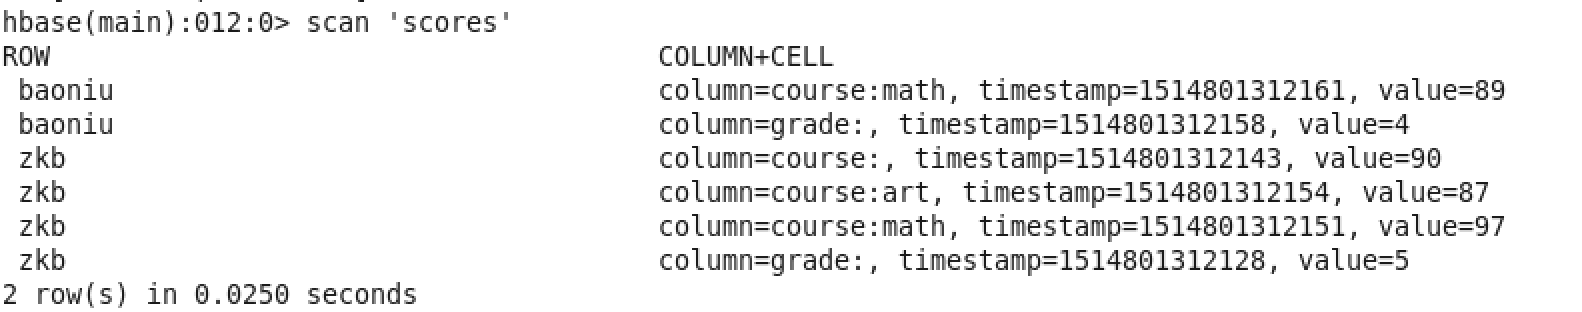 hbase(main):012:0> scan 'scores'
ROW COLUMN+CELL
baoniu column=course:math, timestamp=1514801312161, value=89
baoniu column=grade:, timestamp=1514801312158, value=4
zkb column=course:, timestamp=1514801312143, value=90
zkb column=course:art, timestamp=1514801312154, value=87
zkb column=course:math, timestamp=1514801312151, value=97
zkb column=grade:, timestamp=1514801312128, value=5
2 row(s) in 0.0250 seconds